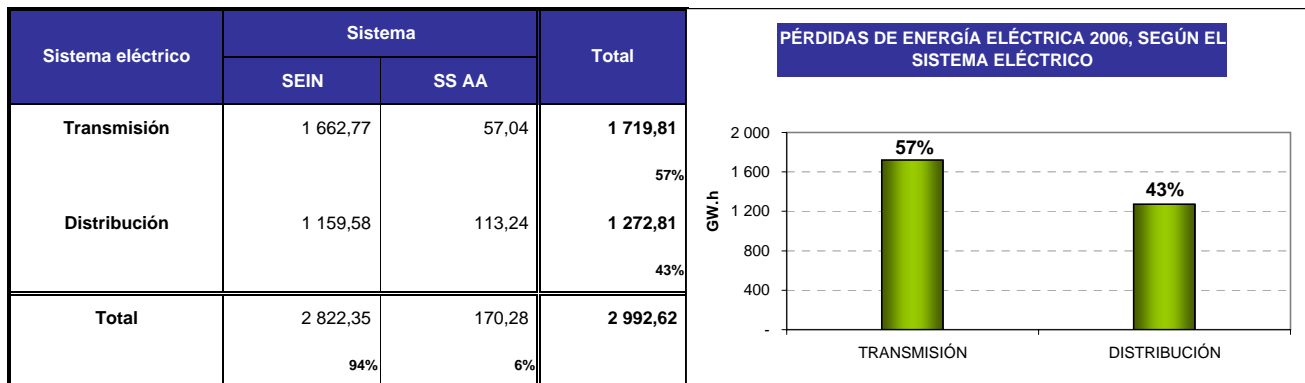 Sistema eléctrico Sistema Total
SEIN SS AA
Transmisión 1 662,77 57,04 1 719,81
57%
Distribución 1 159,58 113,24 1 272,81
43%
Total 2 822,35 170,28 2 992,62
94% 6%
PÉRDIDAS DE ENERGÍA ELÉCTRICA 2006, SEGÚN EL
SISTEMA ELÉCTRICO
GW.h
2 000
1 600
1 200
800
400
-
57%
43%
TRANSMISIÓN DISTRIBUCIÓN